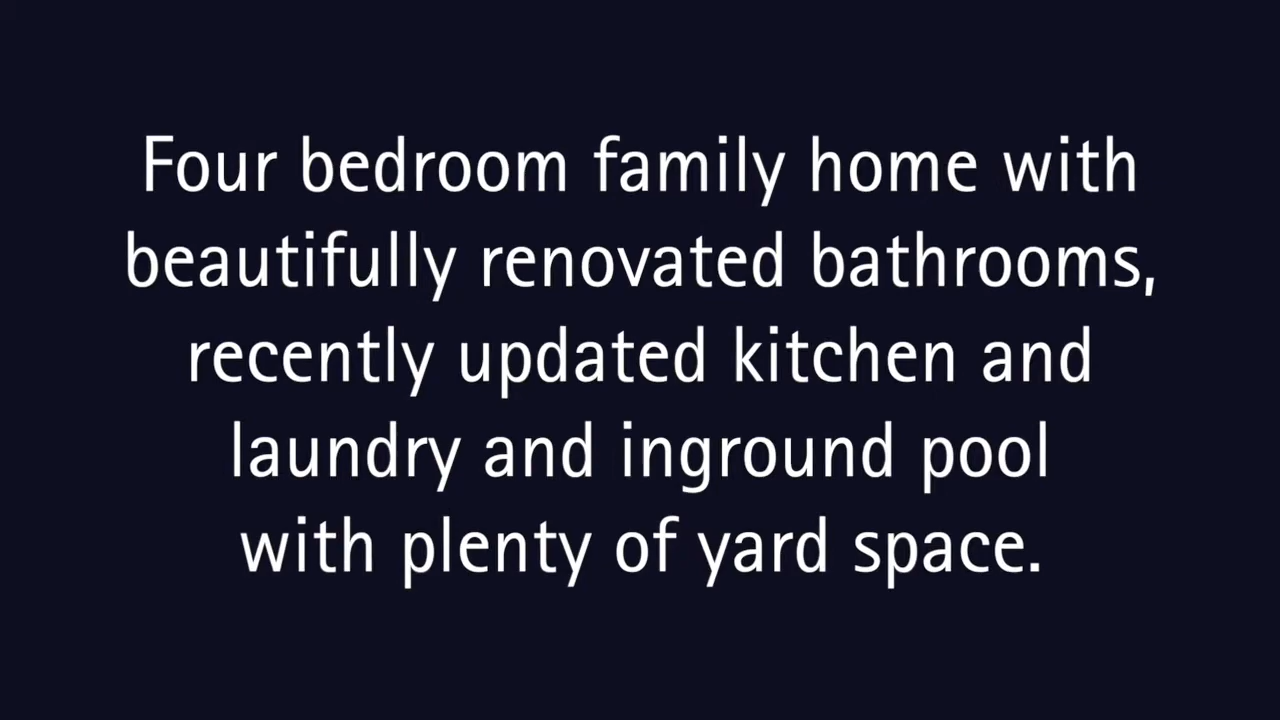 Four bedroom family home with
beautifully renovated bathrooms,
recently updated kitchen and
laundry and inground pool
with plenty of yard space.